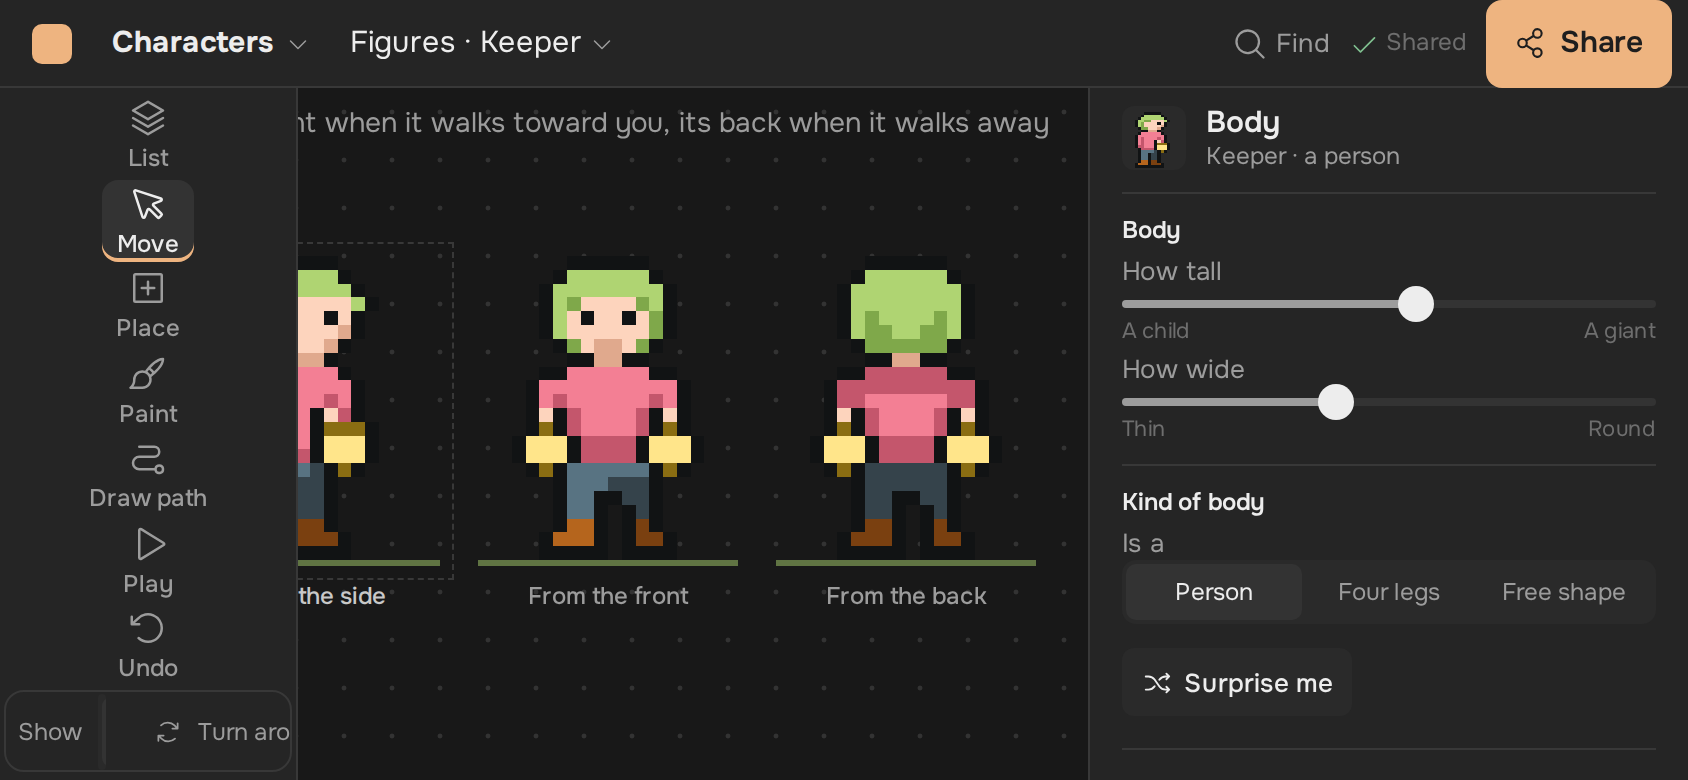 Characters
Figures · Keeper
Find
Shared
Share
List
Move
Place
Paint
Draw path
Play
Undo
Show
Turn aro
nt when it walks toward you, its back when it walks away
the side
From the front
From the back
Body
Keeper · a person
Body
How tall
A child
A giant
How wide
Thin
Round
Kind of body
Is a
Person
Four legs
Free shape
Surprise me